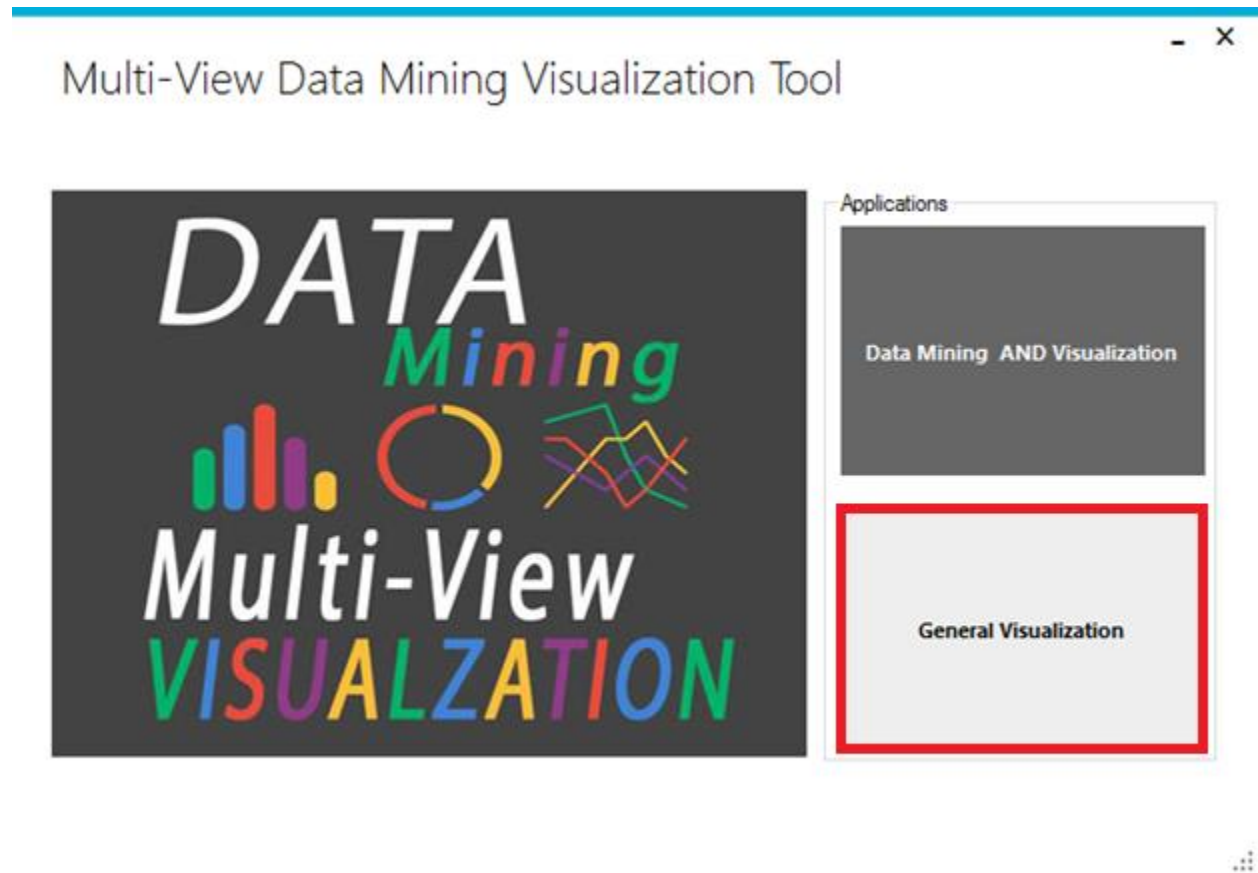 Multi-View Data Mining Visualization Tool
DATA
Mining
Multi-View
VISUALZATION
Applications
Data Mining AND Visualization
General Visualization